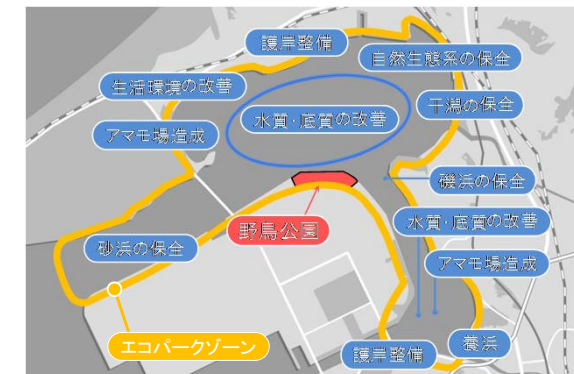 護岸整備
自然生態系の保全
生活環境の改善
干潟の保全
水質・底質の改善
アマモ場造成
磯浜の保全
野鳥公園
水質・底質の改善
砂浜の保全
アマモ場造成
エコパークゾーン
護岸整備
養浜